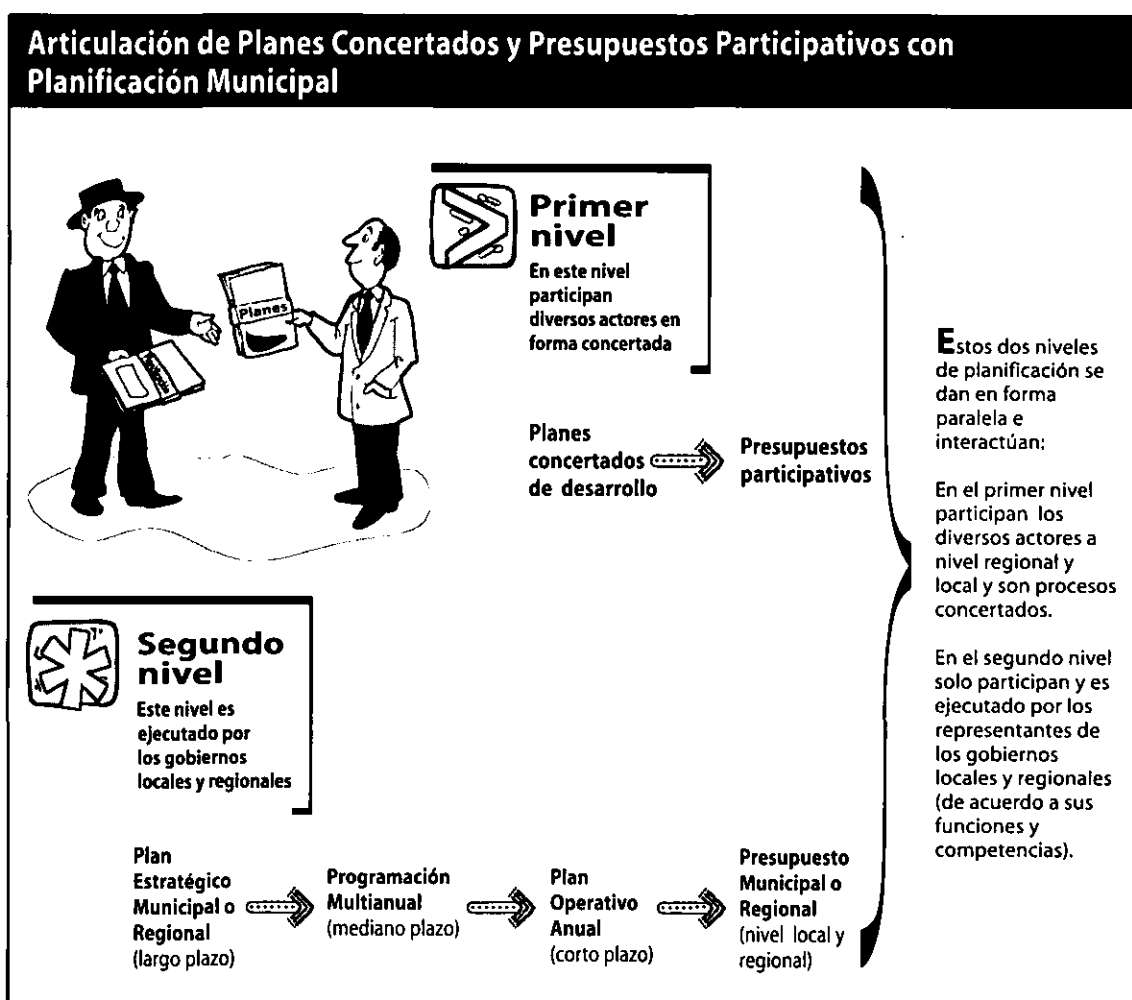 Articulación de Planes Concertados y Presupuestos Participativos con
Planificación Municipal
Primer
nivel
En este nivel
participan
diversos actores en
forma concertada
Planes
Planes
concertados
de desarrollo
Presupuestos
participativos
Segundo
nivel
Este nivel es
ejecutado por
los gobiernos
locales y regionales
Plan
Estratégico
Municipal o
Regional
(largo plazo)
Programación
Multianual
(mediano plazo)
Plan
Operativo
Anual
(corto plazo)
Presupuesto
Municipal o
Regional
(nivel local y
regional)
Estos dos niveles
de planificación se
dan en forma
paralela e
interactúan:
En el primer nivel
participan los
diversos actores a
nivel regional y
local y son procesos
concertados.
En el segundo nivel
solo participan y es
ejecutado por los
representantes de
los gobiernos
locales y regionales
(de acuerdo a sus
funciones y
competencias).